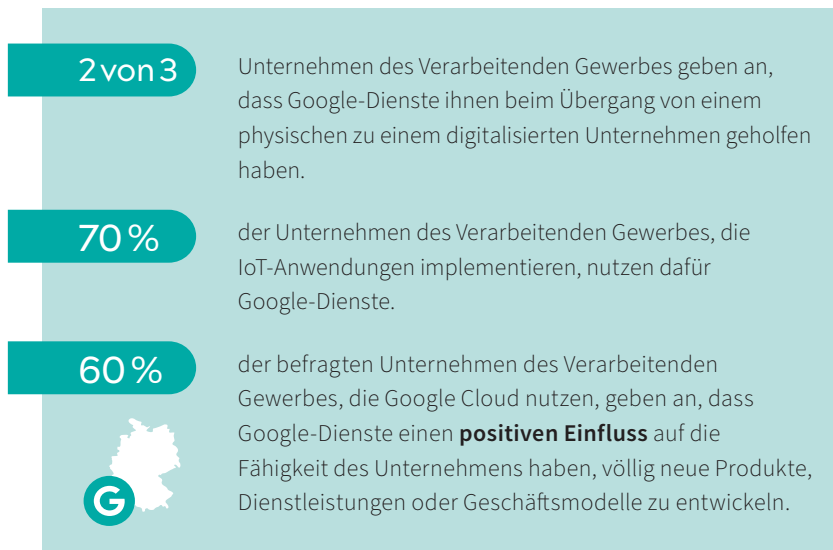 2 von 3
Unternehmen des Verarbeitenden Gewerbes geben an,
dass Google-Dienste ihnen beim Übergang von einem
physischen zu einem digitalisierten Unternehmen geholfen
haben.
70 %
der Unternehmen des Verarbeitenden Gewerbes, die
IoT-Anwendungen implementieren, nutzen dafür
Google-Dienste.
60 %
der befragten Unternehmen des Verarbeitenden
Gewerbes, die Google Cloud nutzen, geben an, dass
Google-Dienste einen positiven Einfluss auf die
Fähigkeit des Unternehmens haben, völlig neue Produkte,
Dienstleistungen oder Geschäftsmodelle zu entwickeln.
G